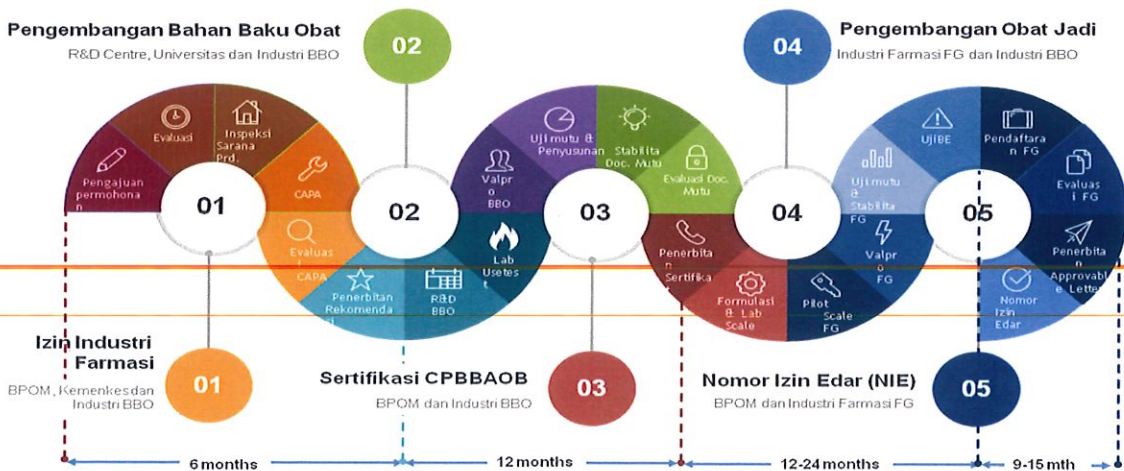 Pengembangan Bahan Baku Obat
R&D Centre, Universitas dan Industri BBO
02
04
Pengembangan Obat Jadi
Industri Farmasi FG dan Industri BBO
Pengajuan
permohona
n
Evaluasi
Inspeksi
Sarana
Prd.
CAPA
Evaluas
i
CAPA
Penerbitan
Rekomendasi
R&D
BBO
Lab
Usetes
t
Valpr
o
BBO
Uji mutu &
Penyusunan
Stabilita
Doc. Mutu
Evaluasi Doc.
Mutu
Penerbita
n
Sertifika
Formulasi
& Lab
Scale
Pilot
Scale
FG
Valpr
o
FG
Uji mutu
&
Stabilita
FG
UjiBE
Pendaftara
n FG
Evaluas
i FG
Penerbita
n
Approvabl
e Letter
Nomor
Izin
Edar
01
02
03
04
05
Izin Industri
Farmasi
BPOM, Kemenkes dan
Industri BBO
01
Sertifikasi CPBBAOB
BPOM dan Industri BBO
03
Nomor Izin Edar (NIE)
BPOM dan Industri Farmasi FG
05
6 months
12 months
12-24 months
9-15 mth